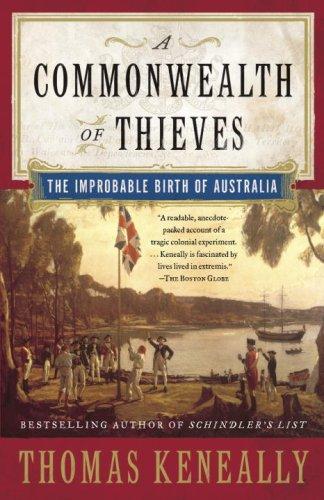 A
COMMONWEALTH
OF THIEVES
THE IMPROBABLE BIRTH OF AUSTRALIA
"A readable, anecdote-
packed account of a
tragic colonial experiment.
. . . Keneally is fascinated by
lives lived in extremis."
—The Boston Globe
BESTSELLING AUTHOR OF SCHINDLER'S LIST
THOMAS KENEALLY